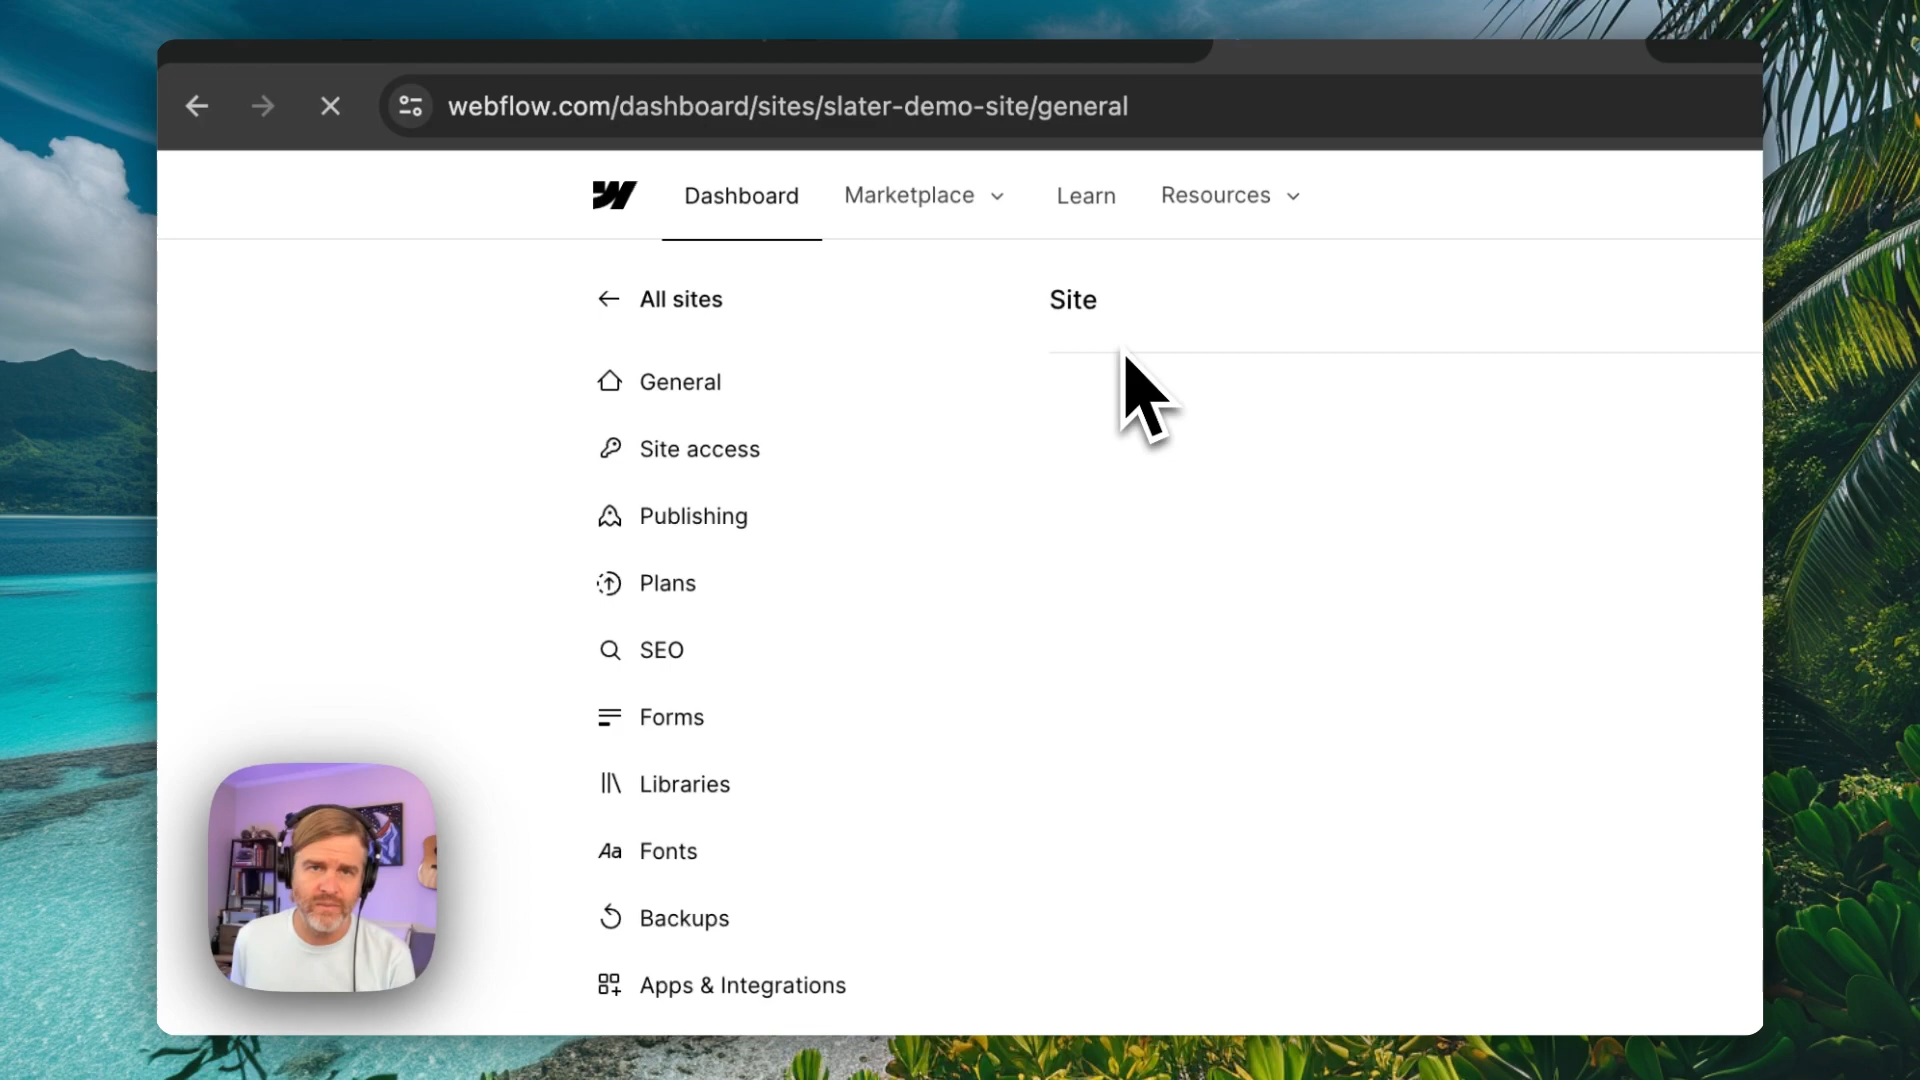 webflow.com/dashboard/sites/slater-demo-site/general
Dashboard Marketplace Learn Resources
All sites
Site
General
Site access
Publishing
Plans
SEO
Forms
Libraries
Aa Fonts
Backups
Apps & Integrations